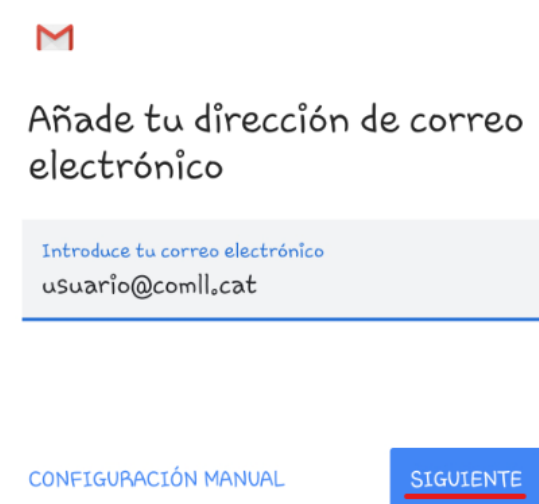 Añade tu dirección de correo
electrónico
Introduce tu correo electrónico
usuario@comll.cat
CONFIGURACIÓN MANUAL
SIGUIENTE